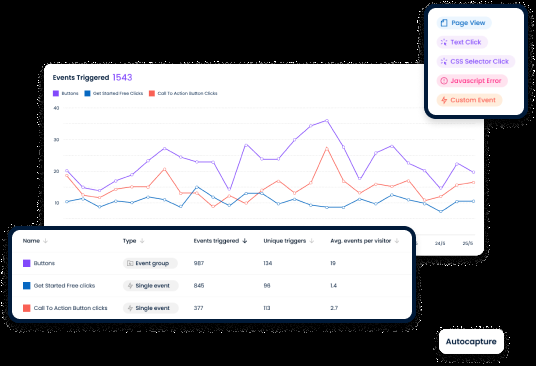 Page View
Text Click
CSS Selector Click
Javascript Error
Custom Event
Events Triggered 1543
Buttons Get Started Free Clicks Call To Action Button Clicks
40
30
20
10
24/5 25/5
Name Type Events triggered Unique triggers Avg. events per visitor
Buttons Event group 987 134 19
Get Started Free clicks Single event 845 96 1.4
Call To Action Button clicks Single event 377 113 2.7
Autocapture